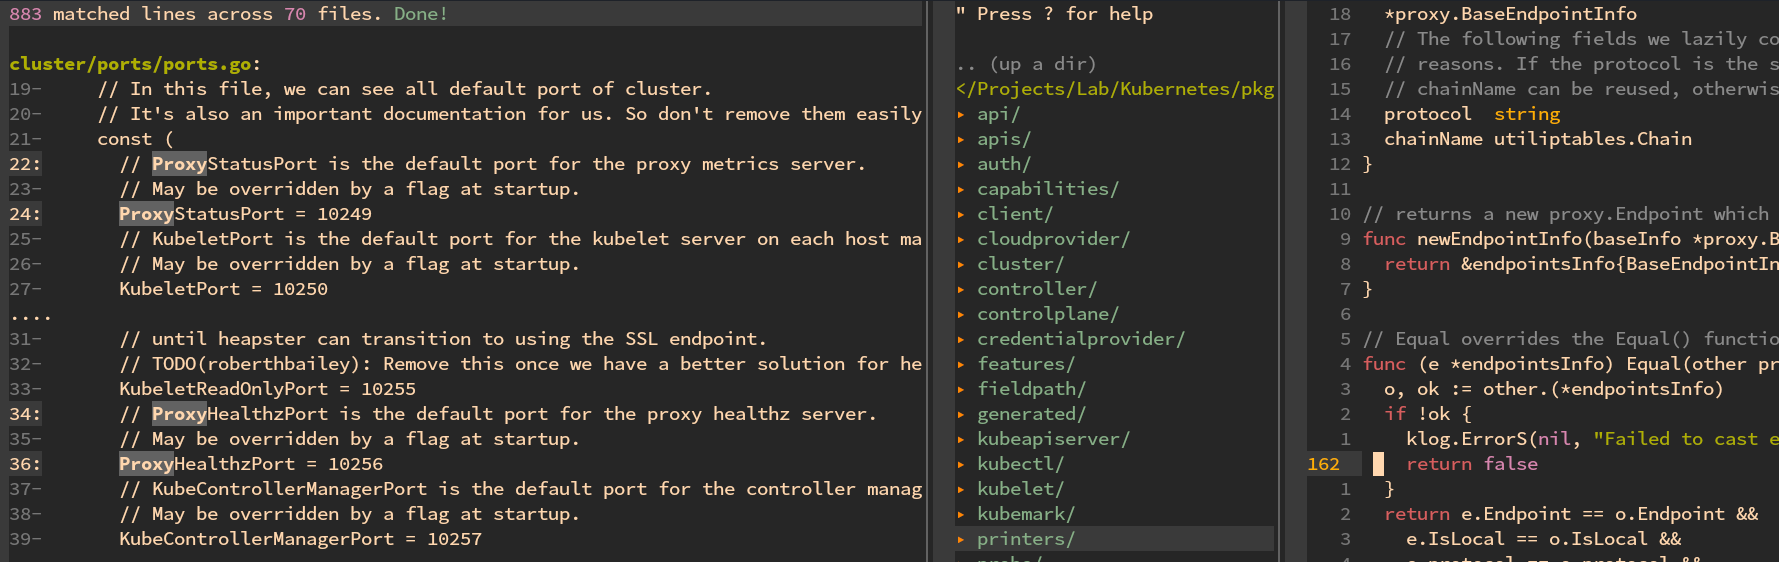 883 matched lines across 70 files. Done!
cluster/ports/ports.go:
19-     // In this file, we can see all default port of cluster.
20-     // It's also an important documentation for us. So don't remove them easily
21-     const (
22:       // ProxyStatusPort is the default port for the proxy metrics server.
23-       // May be overridden by a flag at startup.
24:       ProxyStatusPort = 10249
25-       // KubeletPort is the default port for the kubelet server on each host ma
26-       // May be overridden by a flag at startup.
27-       KubeletPort = 10250
....
31-       // until heapster can transition to using the SSL endpoint.
32-       // TODO(roberthbailey): Remove this once we have a better solution for he
33-       KubeletReadOnlyPort = 10255
34:       // ProxyHealthzPort is the default port for the proxy healthz server.
35-       // May be overridden by a flag at startup.
36:       ProxyHealthzPort = 10256
37-       // KubeControllerManagerPort is the default port for the controller manag
38-       // May be overridden by a flag at startup.
39-       KubeControllerManagerPort = 10257
" Press ? for help
.. (up a dir)
</Projects/Lab/Kubernetes/pkg
▸ api/
▸ apis/
▸ auth/
▸ capabilities/
▸ client/
▸ cloudprovider/
▸ cluster/
▸ controller/
▸ controlplane/
▸ credentialprovider/
▸ features/
▸ fieldpath/
▸ generated/
▸ kubeapiserver/
▸ kubectl/
▸ kubelet/
▸ kubemark/
▸ printers/
18   *proxy.BaseEndpointInfo
17   // The following fields we lazily co
16   // reasons. If the protocol is the s
15   // chainName can be reused, otherwis
14   protocol  string
13   chainName utiliptables.Chain
12 }
11
10 // returns a new proxy.Endpoint which
9 func newEndpointInfo(baseInfo *proxy.B
8   return &endpointsInfo{BaseEndpointIn
7 }
6
5 // Equal overrides the Equal() functio
4 func (e *endpointsInfo) Equal(other pr
3   o, ok := other.(*endpointsInfo)
2   if !ok {
1     klog.ErrorS(nil, "Failed to cast e
162     return false
1   }
2   return e.Endpoint == o.Endpoint &&
3     e.IsLocal == o.IsLocal &&